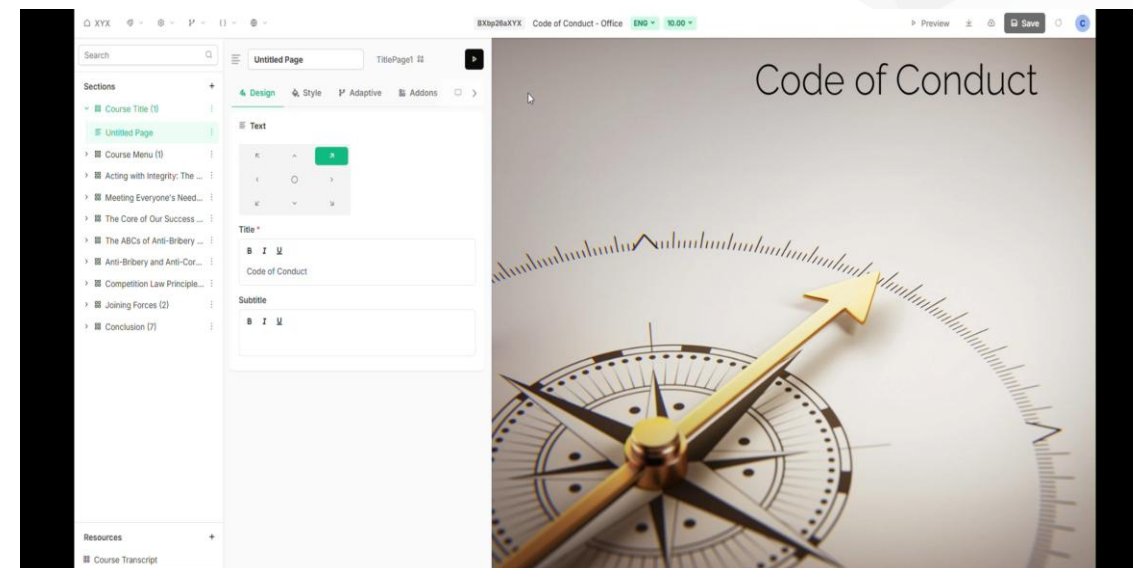 XYX
BXbp26aXYX Code of Conduct - Office ENG 10.00
Preview
Save
C
Search
Sections
Course Title (1)
Untitled Page
Course Menu (1)
Acting with Integrity: The ...
Meeting Everyone's Need...
The Core of Our Success ...
The ABCs of Anti-Bribery ...
Anti-Bribery and Anti-Cor...
Competition Law Principle...
Joining Forces (2)
Conclusion (7)
Resources
Course Transcript
Untitled Page
TitlePage1
Design Style Adaptive Addons
Text
Title *
B I U
Code of Conduct
Subtitle
B I U
Code of Conduct